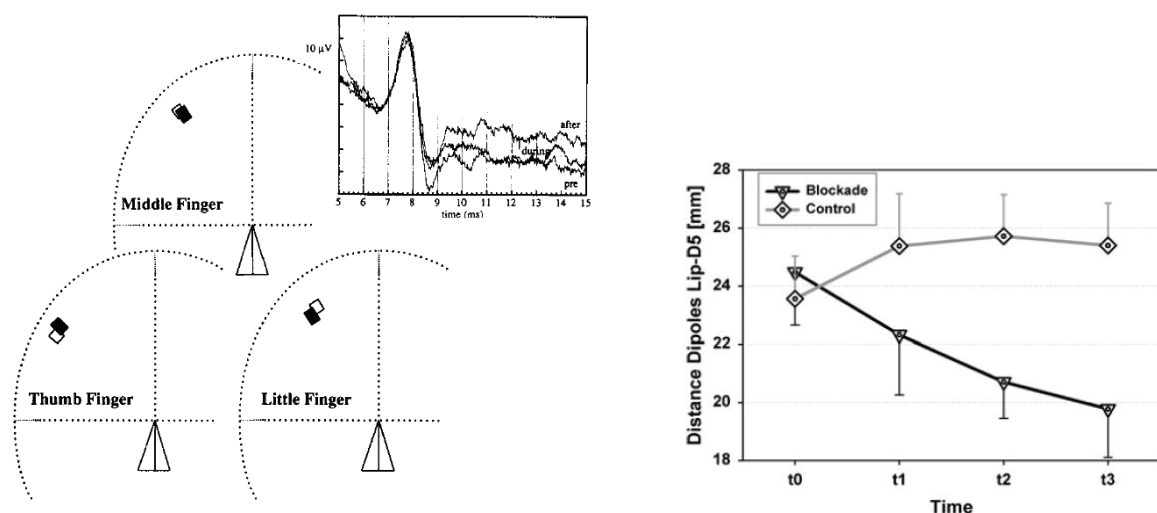 10 μV
after
during
pre
5 6 7 8 9 10 11 12 13 14 15
time (ms)
Middle Finger
Thumb Finger
Little Finger
Distance Dipoles Lip-D5 [mm]
28
26
24
22
20
18
Blockade
Control
t0 t1 t2 t3
Time